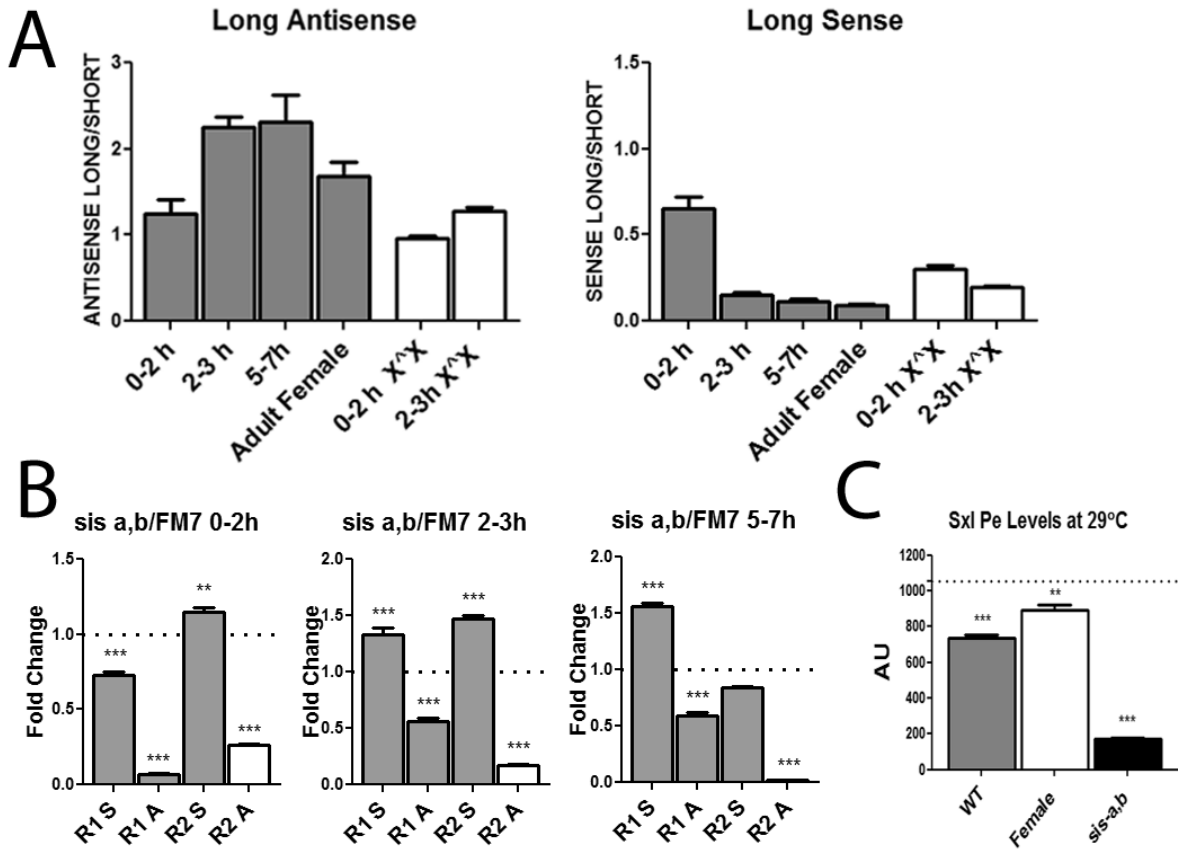 A
Long Antisense
ANTISENSE LONG/SHORT
3
2
1
0
0-2 h
2-3 h
5-7h
Adult Female
0-2 h X^X
2-3h X^X
Long Sense
SENSE LONG/SHORT
1.5
1.0
0.5
0.0
0-2 h
2-3 h
5-7h
Adult Female
0-2 h X^X
2-3h X^X
B
sis a,b/FM7 0-2h
Fold Change
1.5
1.0
0.5
0.0
***
***
**
***
R1 S
R1 A
R2 S
R2 A
sis a,b/FM7 2-3h
Fold Change
2.0
1.5
1.0
0.5
0.0
***
***
***
***
R1 S
R1 A
R2 S
R2 A
sis a,b/FM7 5-7h
Fold Change
2.0
1.5
1.0
0.5
0.0
***
***
***
R1 S
R1 A
R2 S
R2 A
C
Sxl Pe Levels at 29ºC
AU
1200
1000
800
600
400
200
0
***
**
***
WT
Female
sis-a,b